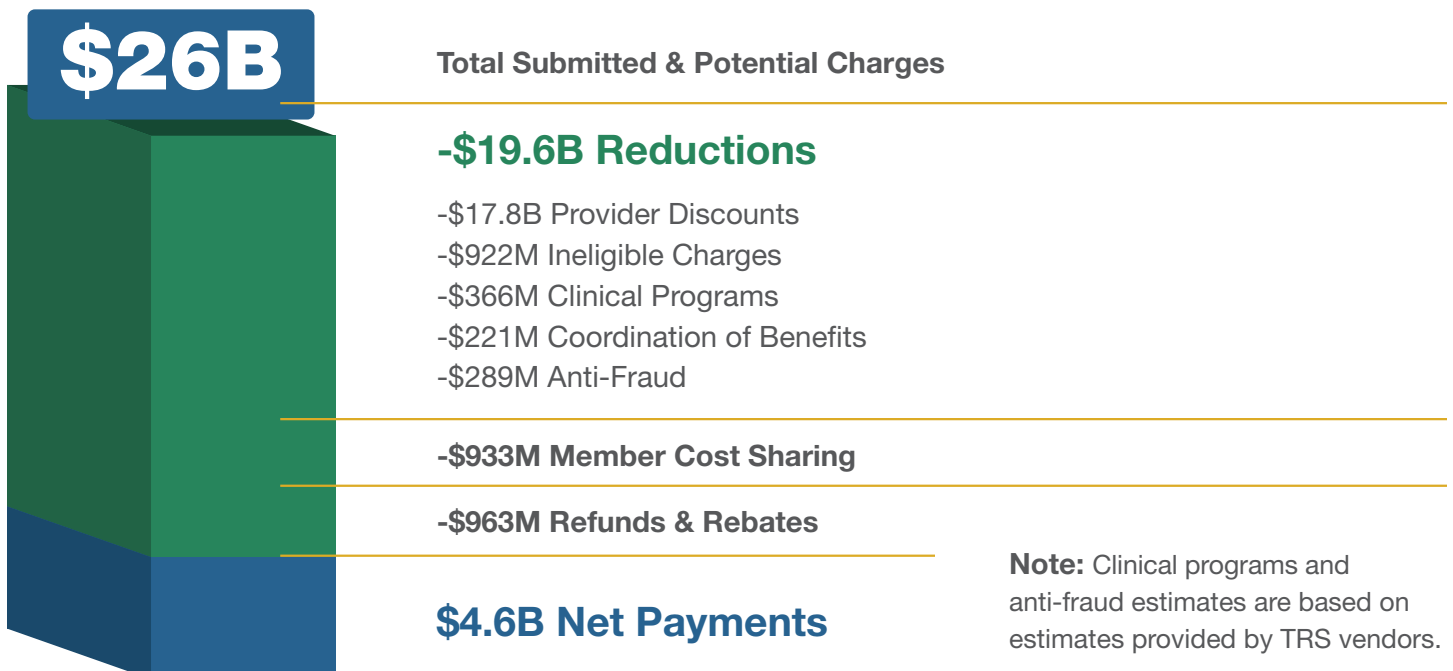 $26B
Total Submitted & Potential Charges
-$19.6B Reductions
-$17.8B Provider Discounts
-$922M Ineligible Charges
-$366M Clinical Programs
-$221M Coordination of Benefits
-$289M Anti-Fraud
-$933M Member Cost Sharing
-$963M Refunds & Rebates
$4.6B Net Payments
Note: Clinical programs and
anti-fraud estimates are based on
estimates provided by TRS vendors.